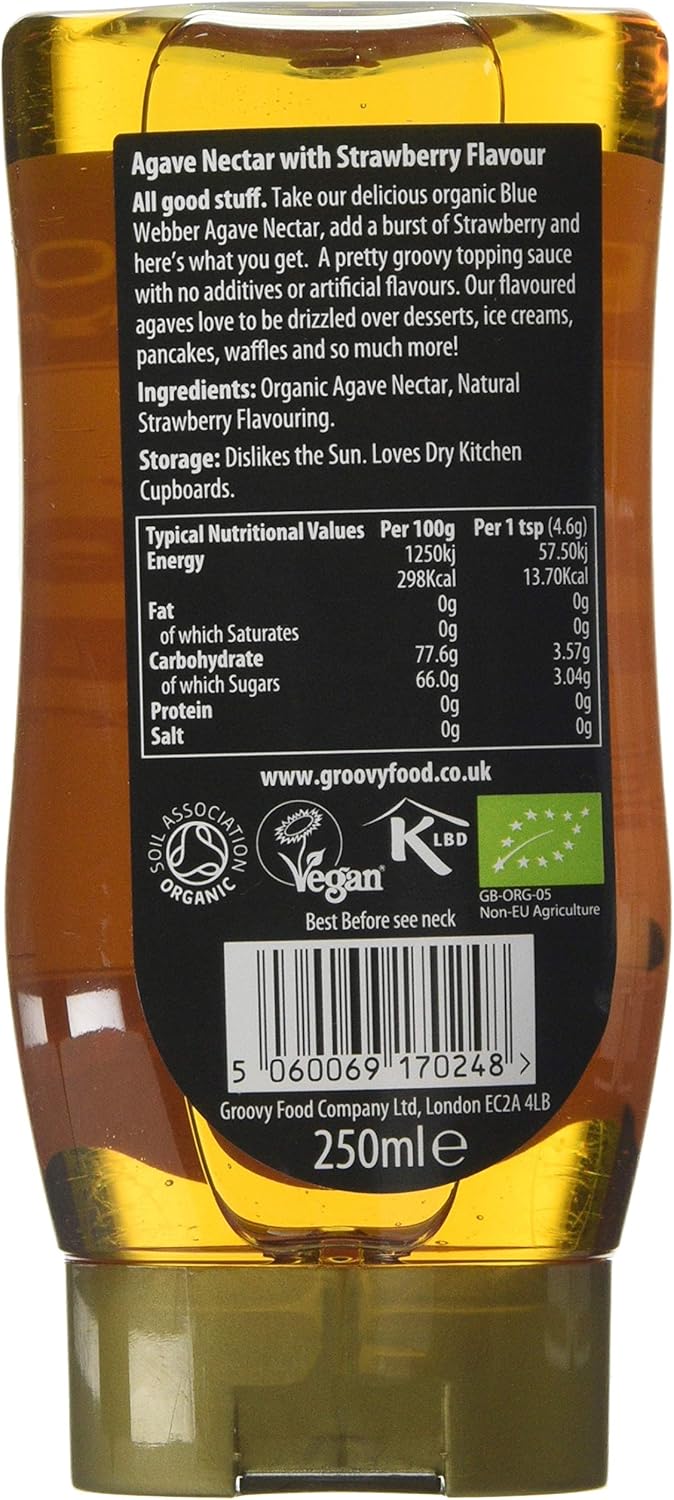 Agave Nectar with Strawberry Flavour
All good stuff. Take our delicious organic Blue
Webber Agave Nectar, add a burst of Strawberry and
here's what you get. A pretty groovy topping sauce
with no additives or artificial flavours. Our flavoured
agaves love to be drizzled over desserts, ice creams,
pancakes, waffles and so much more!
Ingredients: Organic Agave Nectar, Natural
Strawberry Flavouring.
Storage: Dislikes the Sun. Loves Dry Kitchen
Cupboards.
Typical Nutritional Values Per 100g Per 1 tsp (4.6g)
Energy 1250kj 57.50kj
298Kcal 13.70Kcal
Fat 0g 0g
of which Saturates 0g 0g
Carbohydrate 77.6g 3.57g
of which Sugars 66.0g 3.04g
Protein 0g 0g
Salt 0g 0g
www.groovyfood.co.uk
SOIL ASSOCIATION
ORGANIC
Vegan
K LBD
GB-ORG-05
Non-EU Agriculture
Best Before see neck
5 060069 170248 >
Groovy Food Company Ltd, London EC2A 4LB
250ml e